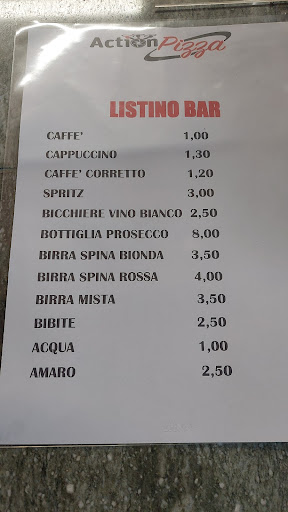 ActionPizza
LISTINO BAR
CAFFE' 1,00
CAPPUCCINO 1,30
CAFFE' CORRETTO 1,20
SPRITZ 3,00
BICCHIERE VINO BIANCO 2,50
BOTTIGLIA PROSECCO 8,00
BIRRA SPINA BIONDA 3,50
BIRRA SPINA ROSSA 4,00
BIRRA MISTA 3,50
BIBITE 2,50
ACQUA 1,00
AMARO 2,50